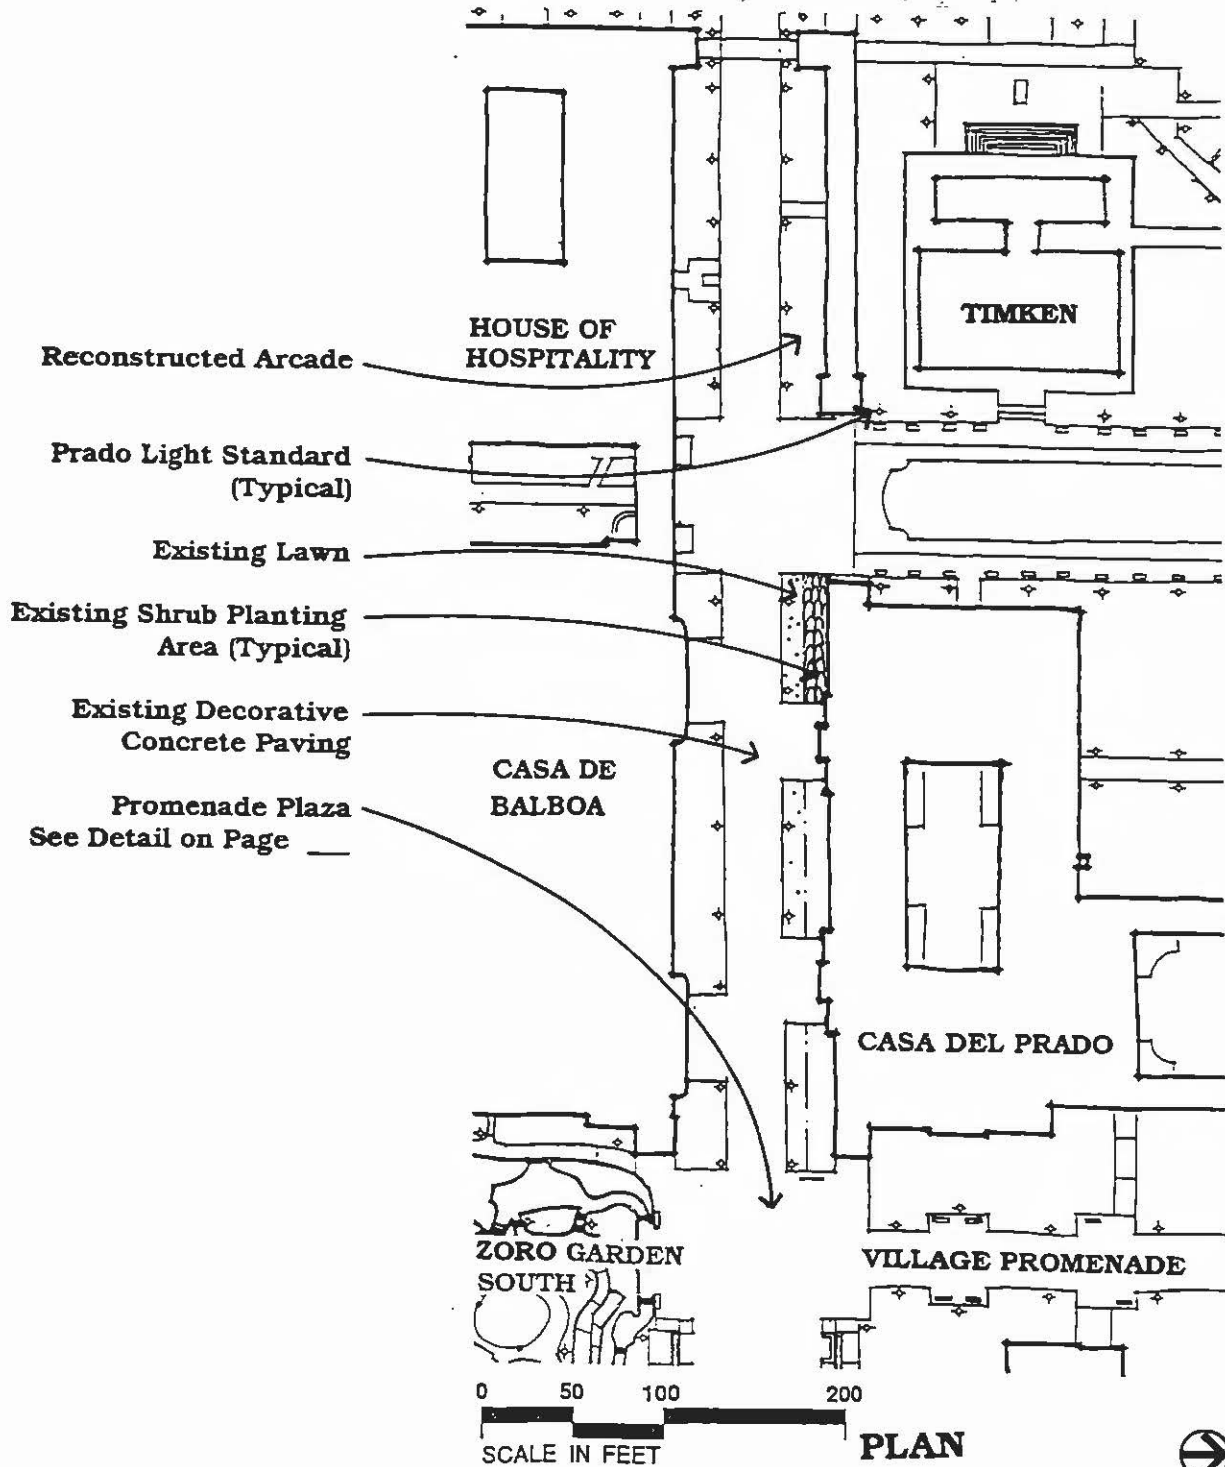 HOUSE OF
HOSPITALITY
TIMKEN
Reconstructed Arcade
Prado Light Standard
(Typical)
Existing Lawn
Existing Shrub Planting
Area (Typical)
Existing Decorative
Concrete Paving
CASA DE
BALBOA
Promenade Plaza
See Detail on Page __
CASA DEL PRADO
ZORO GARDEN
SOUTH
VILLAGE PROMENADE
0 50 100 200
SCALE IN FEET
PLAN